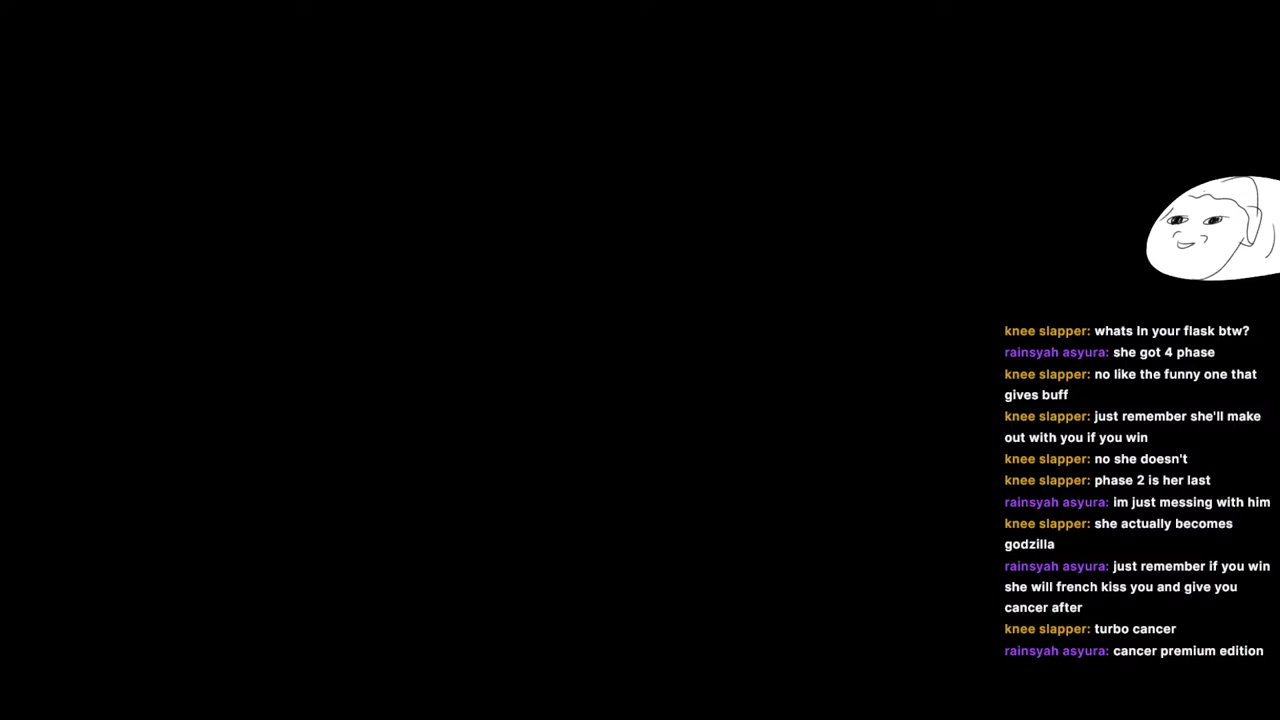 knee slapper: whats In your flask btw?
rainsyah asyura: she got 4 phase
knee slapper: no like the funny one that
gives buff
knee slapper: just remember she'll make
out with you if you win
knee slapper: no she doesn't
knee slapper: phase 2 is her last
rainsyah asyura: im just messing with him
knee slapper: she actually becomes
godzilla
rainsyah asyura: just remember if you win
she will french kiss you and give you
cancer after
knee slapper: turbo cancer
rainsyah asyura: cancer premium edition